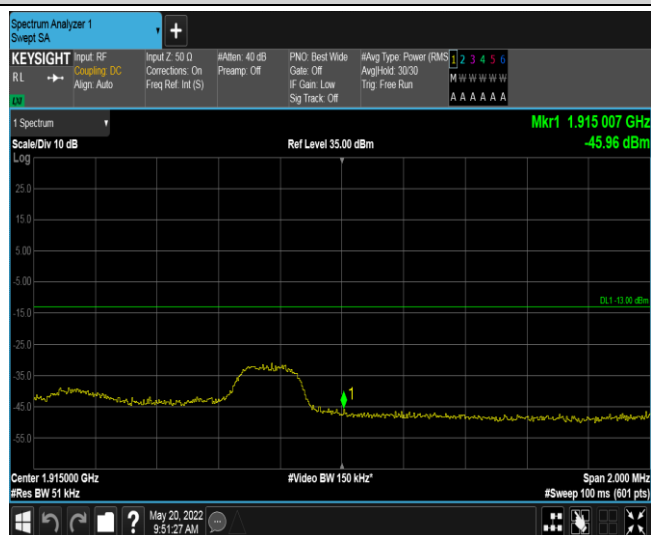 Spectrum Analyzer 1
Swept SA
+
KEYSIGHT Input: RF Input Z: 50 Ω #Atten: 40 dB PNO: Best Wide #Avg Type: Power (RMS 1 2 3 4 5 6
RL Coupling: DC Corrections: On Preamp: Off Gate: Off Avg|Hold: 30/30 M W W W W W
Align: Auto Freq Ref: Int (S) IF Gain: Low Trig: Free Run
Sig Track: Off A A A A A A
1 Spectrum
Mkr1 1.915 007 GHz
Scale/Div 10 dB Ref Level 35.00 dBm -45.96 dBm
Log
25.0
15.0
5.00
-5.00
DL1 -13.00 dBm
-15.0
-25.0
-35.0
1
-45.0
-55.0
Center 1.915000 GHz #Video BW 150 kHz* Span 2.000 MHz
#Res BW 51 kHz #Sweep 100 ms (601 pts)
? May 20, 2022
9:51:27 AM